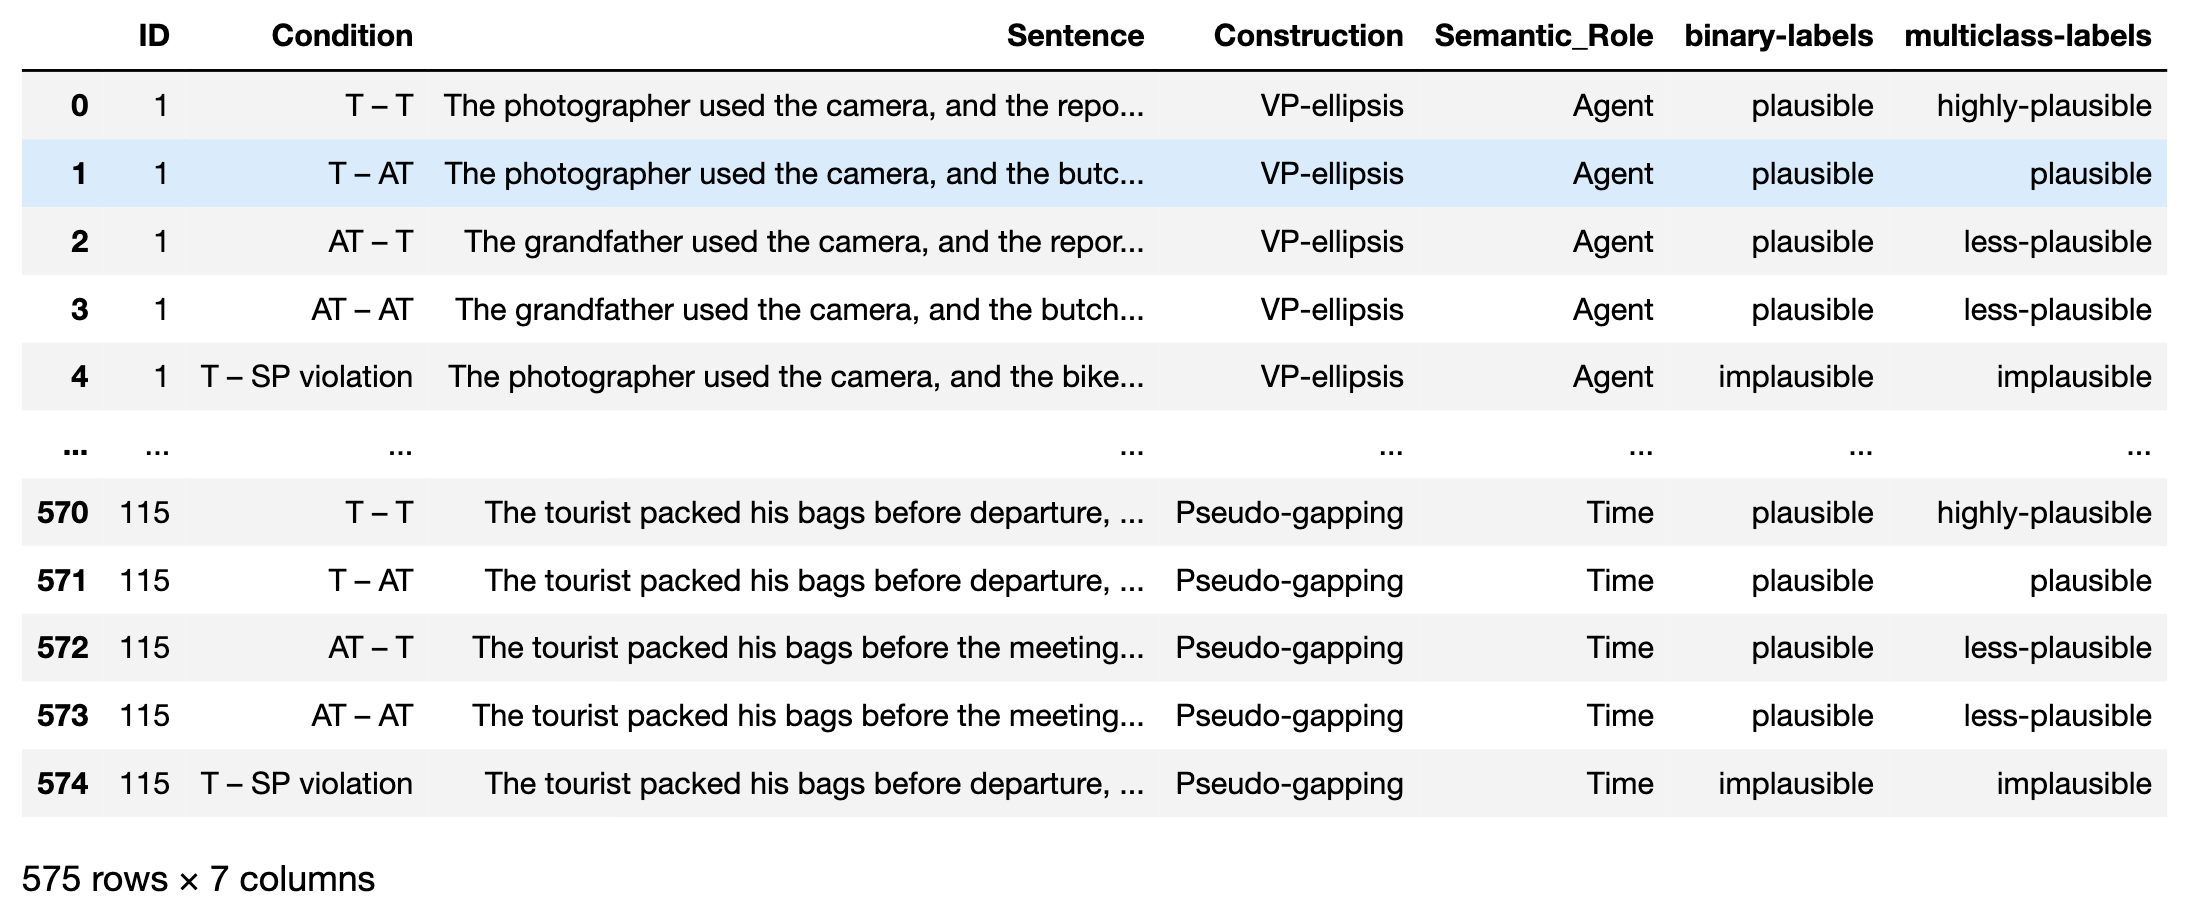 ID Condition Sentence Construction Semantic_Role binary-labels multiclass-labels
0 1 T – T The photographer used the camera, and the repo... VP-ellipsis Agent plausible highly-plausible
1 1 T – AT The photographer used the camera, and the butc... VP-ellipsis Agent plausible plausible
2 1 AT – T The grandfather used the camera, and the repor... VP-ellipsis Agent plausible less-plausible
3 1 AT – AT The grandfather used the camera, and the butch... VP-ellipsis Agent plausible less-plausible
4 1 T – SP violation The photographer used the camera, and the bike... VP-ellipsis Agent implausible implausible
... ... ... ... ... ... ... ...
570 115 T – T The tourist packed his bags before departure, ... Pseudo-gapping Time plausible highly-plausible
571 115 T – AT The tourist packed his bags before departure, ... Pseudo-gapping Time plausible plausible
572 115 AT – T The tourist packed his bags before the meeting... Pseudo-gapping Time plausible less-plausible
573 115 AT – AT The tourist packed his bags before the meeting... Pseudo-gapping Time plausible less-plausible
574 115 T – SP violation The tourist packed his bags before departure, ... Pseudo-gapping Time implausible implausible
575 rows × 7 columns